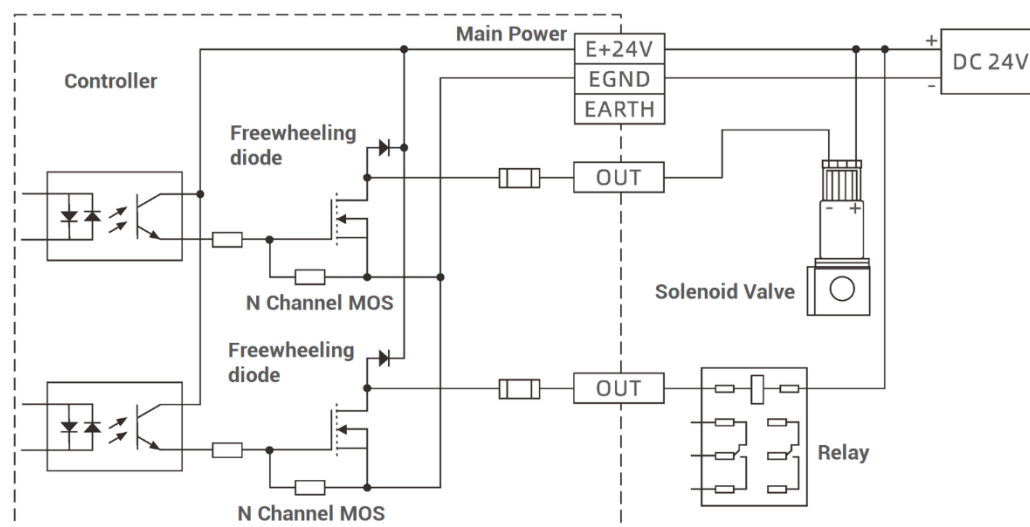 Main Power
E+24V
+
DC 24V
Controller
EGND
-
EARTH
Freewheeling
diode
OUT
- +
Solenoid Valve
N Channel MOS
Freewheeling
diode
OUT
Relay
N Channel MOS